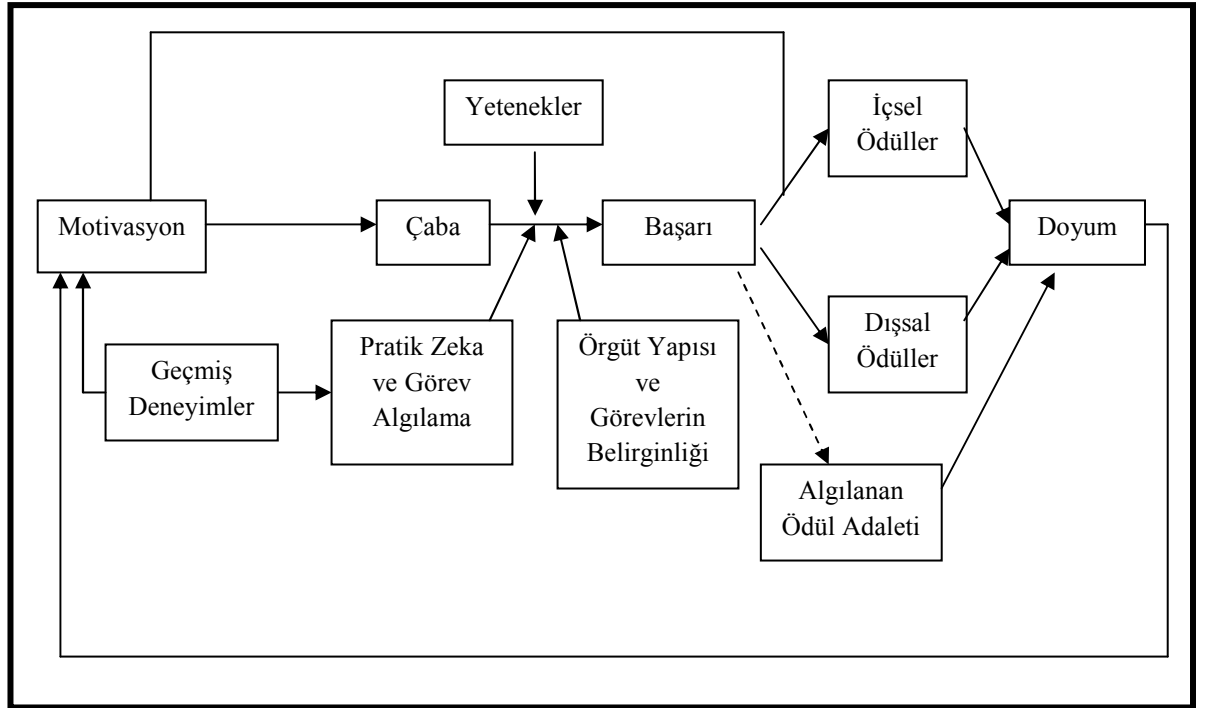 Yetenekler
İçsel
Ödüller
Motivasyon
Çaba
Başarı
Doyum
Geçmiş
Deneyimler
Pratik Zeka
ve Görev
Algılama
Örgüt Yapısı
ve
Görevlerin
Belirginliği
Dışsal
Ödüller
Algılanan
Ödül Adaleti